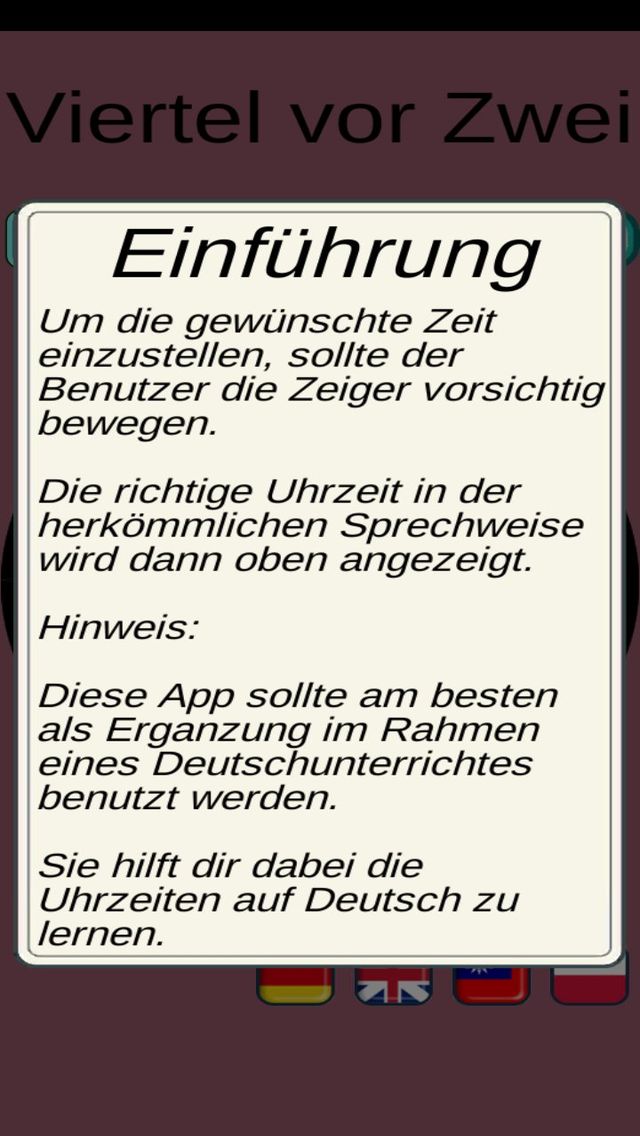 Viertel vor Zwei
Einführung
Um die gewünschte Zeit
einzustellen, sollte der
Benutzer die Zeiger vorsichtig
bewegen.
Die richtige Uhrzeit in der
herkömmlichen Sprechweise
wird dann oben angezeigt.
Hinweis:
Diese App sollte am besten
als Erganzung im Rahmen
eines Deutschunterrichtes
benutzt werden.
Sie hilft dir dabei die
Uhrzeiten auf Deutsch zu
lernen.